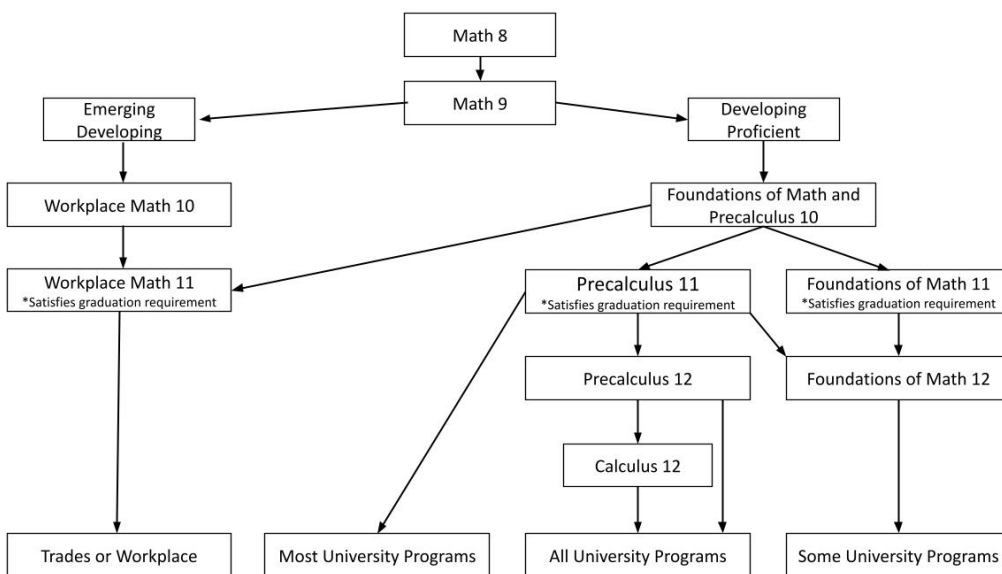 Math 8
Math 9
Emerging
Developing
Developing
Proficient
Workplace Math 10
Foundations of Math and
Precalculus 10
Workplace Math 11
*Satisfies graduation requirement
Precalculus 11
*Satisfies graduation requirement
Foundations of Math 11
*Satisfies graduation requirement
Precalculus 12
Foundations of Math 12
Calculus 12
Trades or Workplace
Most University Programs
All University Programs
Some University Programs